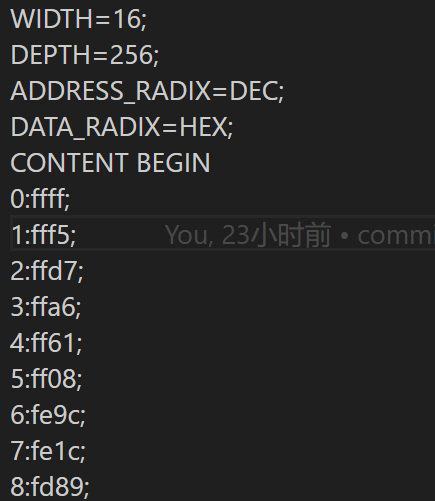 WIDTH=16;
DEPTH=256;
ADDRESS_RADIX=DEC;
DATA_RADIX=HEX;
CONTENT BEGIN
0:ffff;
1:fff5; You, 23小时前 • commi
2:ffd7;
3:ffa6;
4:ff61;
5:ff08;
6:fe9c;
7:fe1c;
8:fd89;